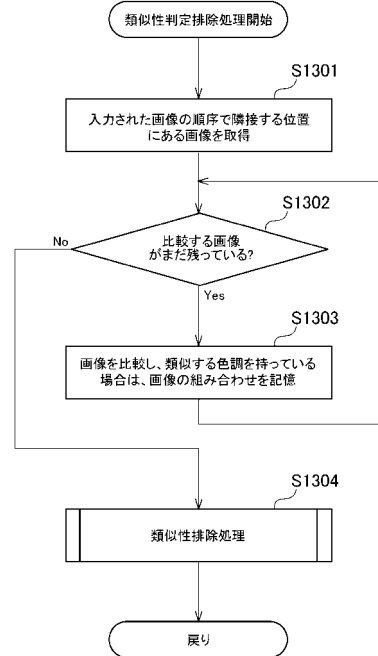 類似性判定排除処理開始
S1301
入力された画像の順序で隣接する位置
にある画像を取得
S1302
No
比較する画像
がまだ残っている?
Yes
S1303
画像を比較し、類似する色調を持っている
場合は、画像の組み合わせを記憶
S1304
類似性排除処理
戻り